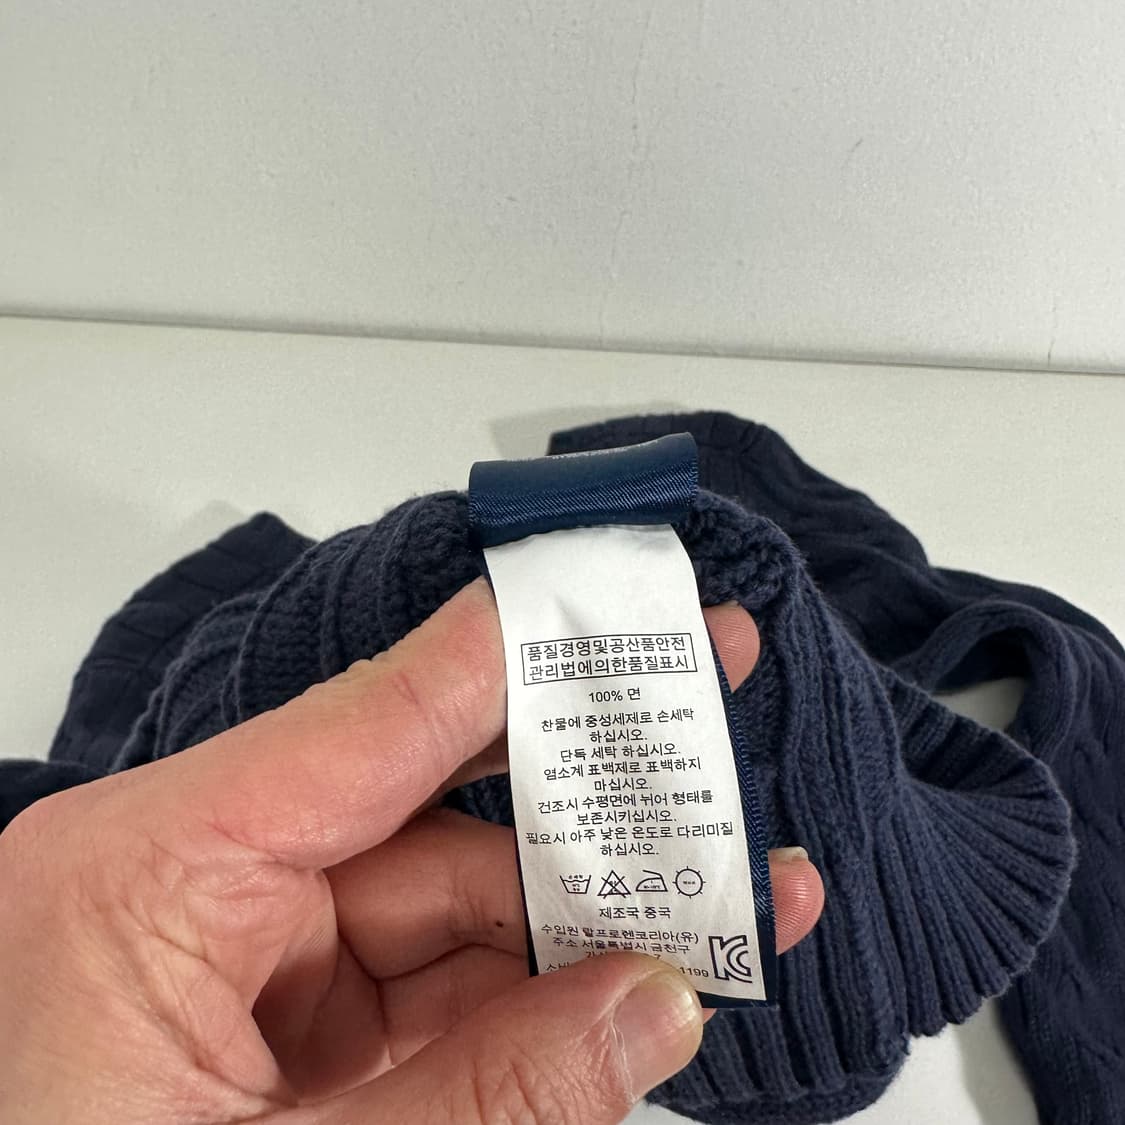 품질경영및공산품안전
관리법에의한품질표시
100% 면
찬물에 중성세제로 손세탁
하십시오.
단독 세탁 하십시오.
염소계 표백제로 표백하지
마십시오.
건조시 수평면에 뉘어 형태를
보존시키십시오.
필요시 아주 낮은 온도로 다리미질
하십시오.
제조국 중국
수입원 랄프로렌코리아(유)
주소 서울특별시 금천구
1199